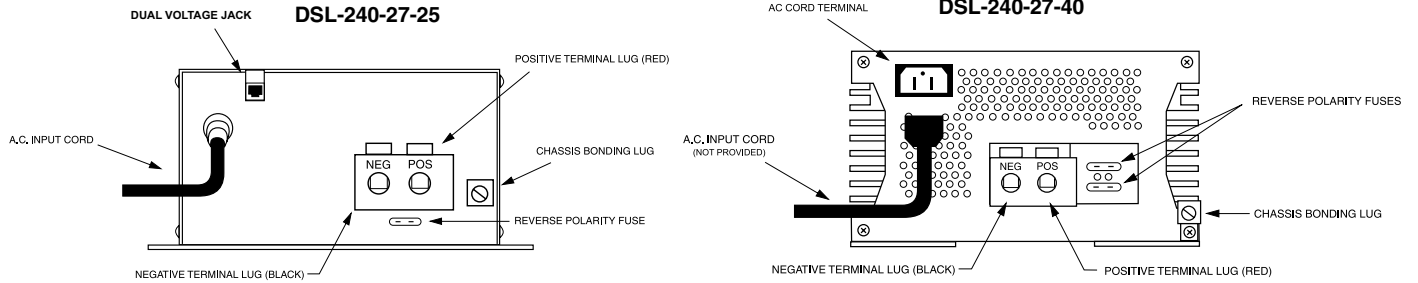 DUAL VOLTAGE JACK
DSL-240-27-25
POSITIVE TERMINAL LUG (RED)
A.C. INPUT CORD
NEG POS
CHASSIS BONDING LUG
REVERSE POLARITY FUSE
NEGATIVE TERMINAL LUG (BLACK)
DSL-240-27-40
AC CORD TERMINAL
REVERSE POLARITY FUSES
A.C. INPUT CORD
(NOT PROVIDED)
NEG POS
CHASSIS BONDING LUG
NEGATIVE TERMINAL LUG (BLACK)
POSITIVE TERMINAL LUG (RED)